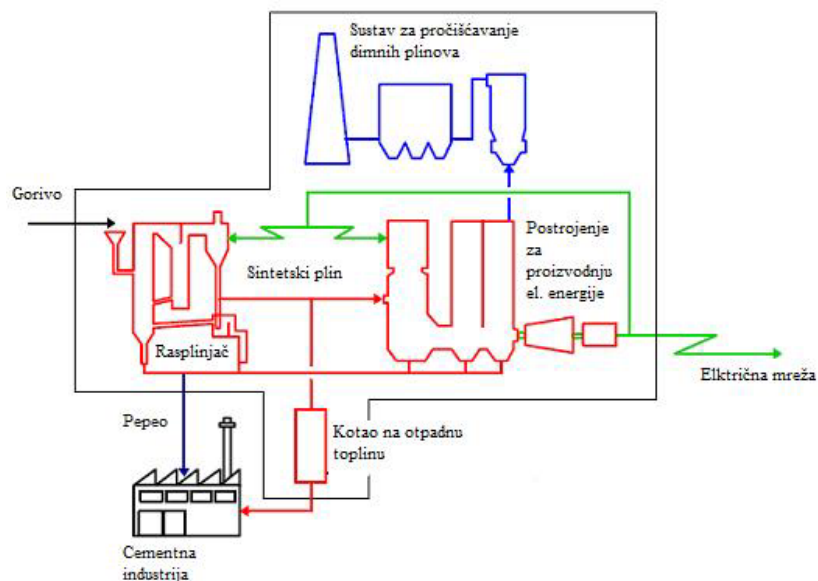 Sustav za pročišćavanje
dimnih plinova
Gorivo
Postrojenje
za
proizvodnju
el. energije
Sintetski plin
Rasplinjač
Elktrična mreža
Pepeo
Kotao na otpadnu
toplinu
Cementna
industrija